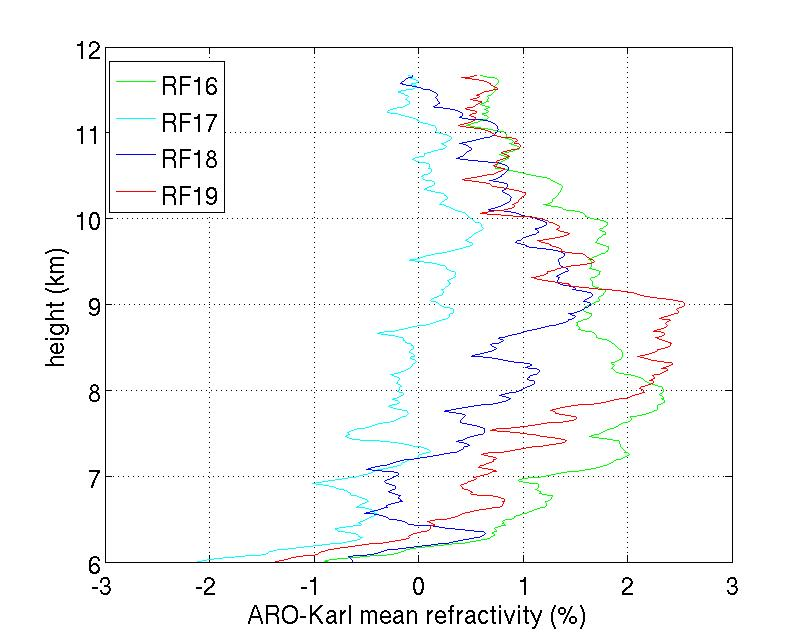 12
11
10
9
8
7
6
-3 -2 -1 0 1 2 3
RF16
RF17
RF18
RF19
height (km)
ARO-Karl mean refractivity (%)